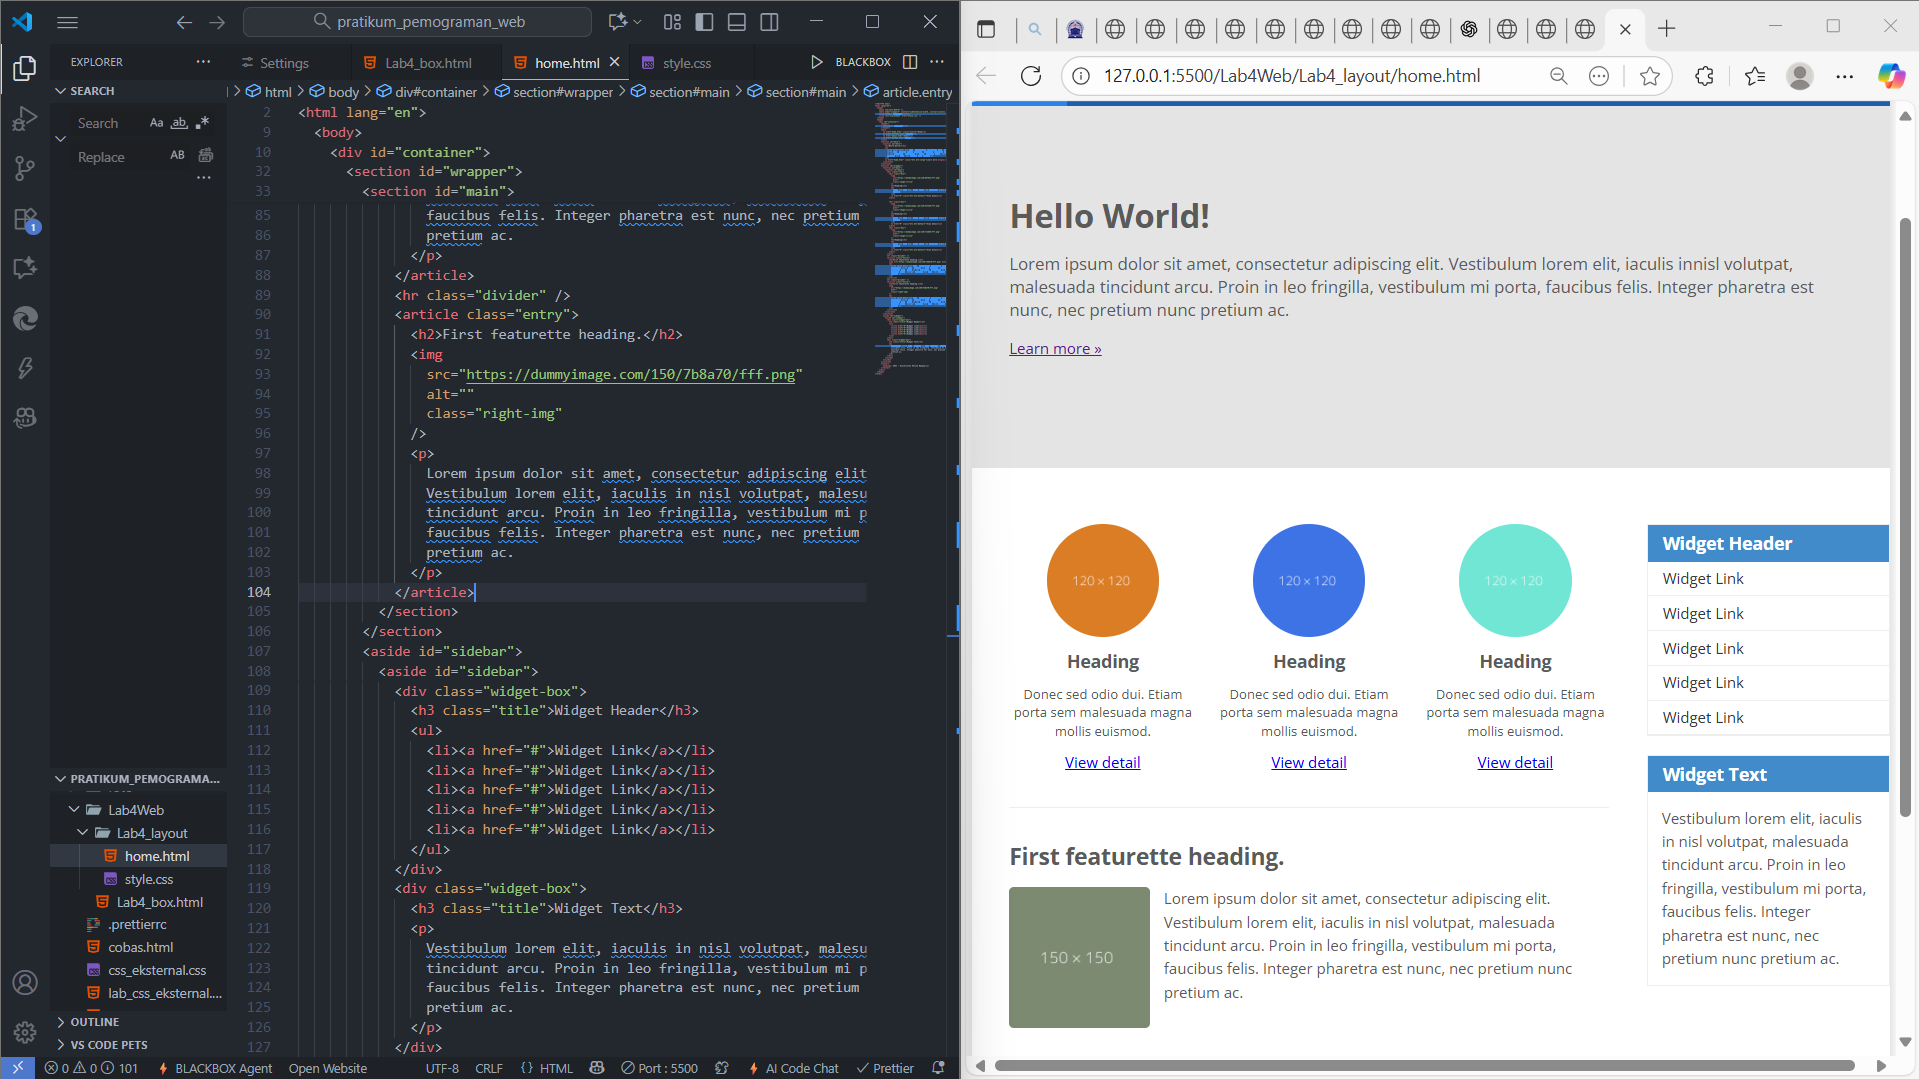 pratikum_pemograman_web
EXPLORER
Settings
Lab4_box.html
home.html
style.css
BLACKBOX
SEARCH
Search
Aa
ab
Replace
AB
html
body
div#container
section#wrapper
section#main
section#main
article.entry
2 <html lang="en">
9 <body>
10 <div id="container">
32 <section id="wrapper">
33 <section id="main">
85 faucibus felis. Integer pharetra est nunc, nec pretium
86 pretium ac.
87 </p>
88 </article>
89 <hr class="divider" />
90 <article class="entry">
91 <h2>First featurette heading.</h2>
92 <img
93 src="https://dummyimage.com/150/7b8a70/fff.png"
94 alt=""
95 class="right-img"
96 />
97 <p>
98 Lorem ipsum dolor sit amet, consectetur adipiscing elit
99 Vestibulum lorem elit, iaculis in nisl volutpat, malesu
100 tincidunt arcu. Proin in leo fringilla, vestibulum mi p
101 faucibus felis. Integer pharetra est nunc, nec pretium
102 pretium ac.
103 </p>
104 </article>
105 </section>
106 </section>
107 <aside id="sidebar">
108 <aside id="sidebar">
109 <div class="widget-box">
110 <h3 class="title">Widget Header</h3>
111 <ul>
112 <li><a href="#">Widget Link</a></li>
113 <li><a href="#">Widget Link</a></li>
114 <li><a href="#">Widget Link</a></li>
115 <li><a href="#">Widget Link</a></li>
116 <li><a href="#">Widget Link</a></li>
117 </ul>
118 </div>
119 <div class="widget-box">
120 <h3 class="title">Widget Text</h3>
121 <p>
122 Vestibulum lorem elit, iaculis in nisl volutpat, malesu
123 tincidunt arcu. Proin in leo fringilla, vestibulum mi p
124 faucibus felis. Integer pharetra est nunc, nec pretium
125 pretium ac.
126 </p>
127 </div>
1
PRATIKUM_PEMOGRAMA...
Lab4Web
Lab4_layout
home.html
style.css
Lab4_box.html
.prettierrc
cobas.html
css_eksternal.css
lab_css_eksternal....
OUTLINE
VS CODE PETS
0 0 101
BLACKBOX Agent
Open Website
UTF-8
CRLF
{ } HTML
Port : 5500
AI Code Chat
Prettier
127.0.0.1:5500/Lab4Web/Lab4_layout/home.html
Hello World!
Lorem ipsum dolor sit amet, consectetur adipiscing elit. Vestibulum lorem elit, iaculis innisl volutpat,
malesuada tincidunt arcu. Proin in leo fringilla, vestibulum mi porta, faucibus felis. Integer pharetra est
nunc, nec pretium nunc pretium ac.
Learn more »
120 × 120
120 × 120
120 × 120
Heading
Heading
Heading
Donec sed odio dui. Etiam
porta sem malesuada magna
mollis euismod.
Donec sed odio dui. Etiam
porta sem malesuada magna
mollis euismod.
Donec sed odio dui. Etiam
porta sem malesuada magna
mollis euismod.
View detail
View detail
View detail
First featurette heading.
150 × 150
Lorem ipsum dolor sit amet, consectetur adipiscing elit.
Vestibulum lorem elit, iaculis in nisl volutpat, malesuada
tincidunt arcu. Proin in leo fringilla, vestibulum mi porta,
faucibus felis. Integer pharetra est nunc, nec pretium nunc
pretium ac.
Widget Header
Widget Link
Widget Link
Widget Link
Widget Link
Widget Link
Widget Text
Vestibulum lorem elit, iaculis
in nisl volutpat, malesuada
tincidunt arcu. Proin in leo
fringilla, vestibulum mi porta,
faucibus felis. Integer
pharetra est nunc, nec
pretium nunc pretium ac.